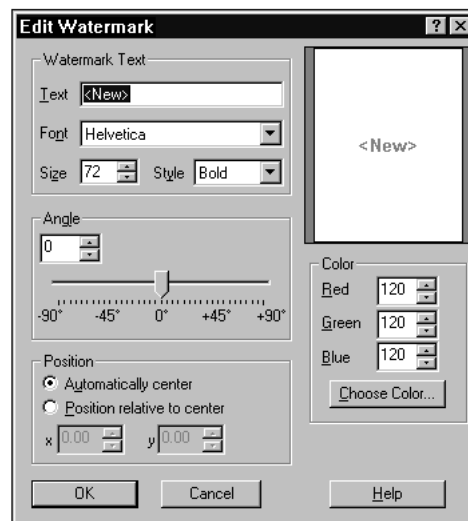 Edit Watermark
Watermark Text
Text <New>
Font Helvetica
Size 72 Style Bold
<New>
Angle
0
-90° -45° 0° +45° +90°
Color
Red 120
Green 120
Blue 120
Choose Color...
Position
Automatically center
Position relative to center
x 0.00 y 0.00
OK Cancel Help